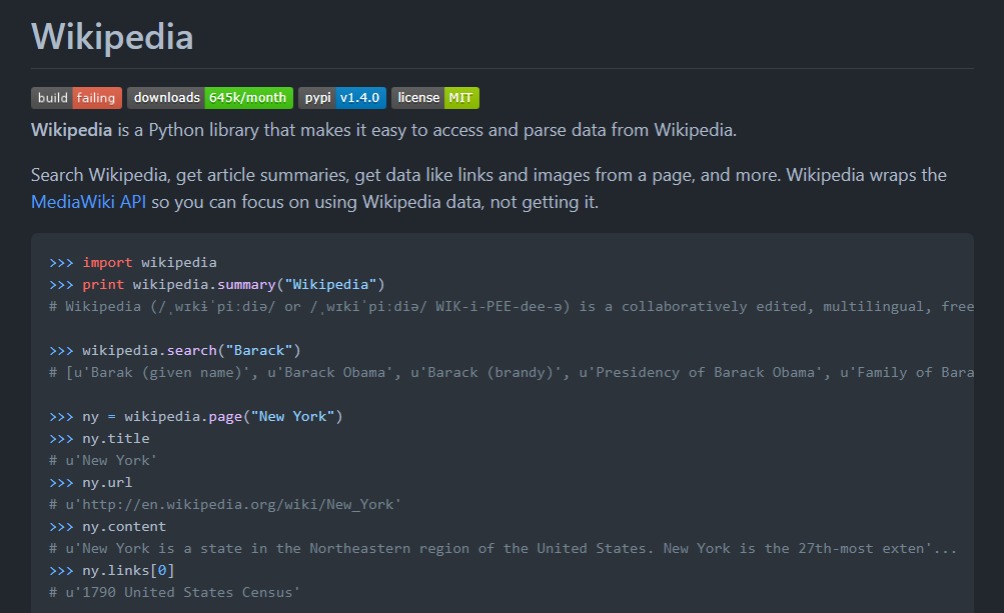 Wikipedia
build failing downloads 645k/month pypi v1.4.0 license MIT
Wikipedia is a Python library that makes it easy to access and parse data from Wikipedia.
Search Wikipedia, get article summaries, get data like links and images from a page, and more. Wikipedia wraps the
MediaWiki API so you can focus on using Wikipedia data, not getting it.
>>> import wikipedia
>>> print wikipedia.summary("Wikipedia")
# Wikipedia (/ˌwɪkɨˈpiːdiə/ or /ˌwɪkiˈpiːdiə/ WIK-i-PEE-dee-ə) is a collaboratively edited, multilingual, free
>>> wikipedia.search("Barack")
# [u'Barak (given name)', u'Barack Obama', u'Barack (brandy)', u'Presidency of Barack Obama', u'Family of Bara
>>> ny = wikipedia.page("New York")
>>> ny.title
# u'New York'
>>> ny.url
# u'http://en.wikipedia.org/wiki/New_York'
>>> ny.content
# u'New York is a state in the Northeastern region of the United States. New York is the 27th-most exten'...
>>> ny.links[0]
# u'1790 United States Census'